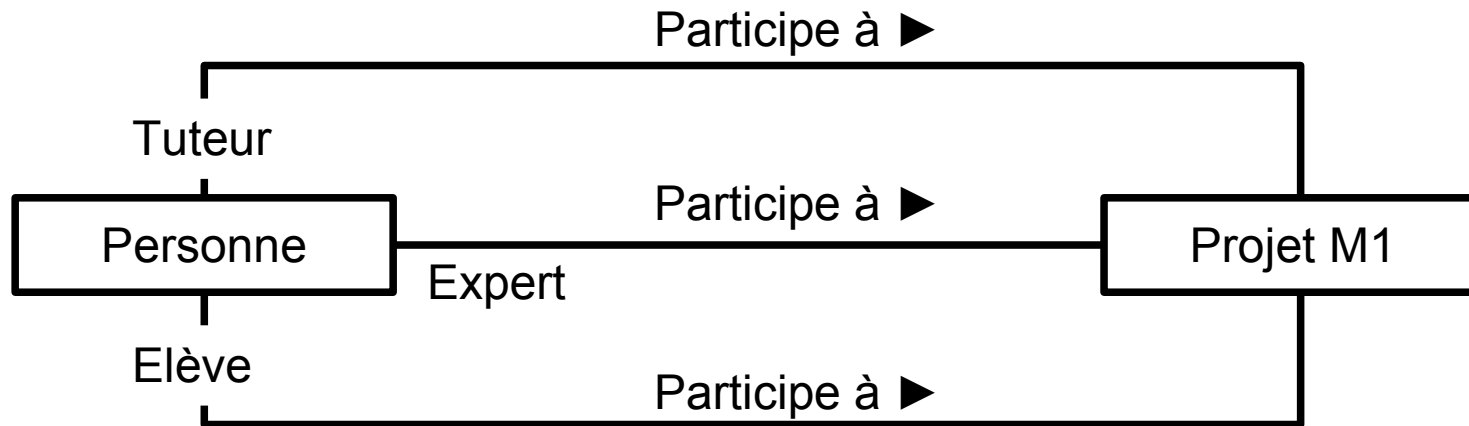 Participe à ►
Tuteur
Participe à ►
Personne
Projet M1
Expert
Elève
Participe à ►